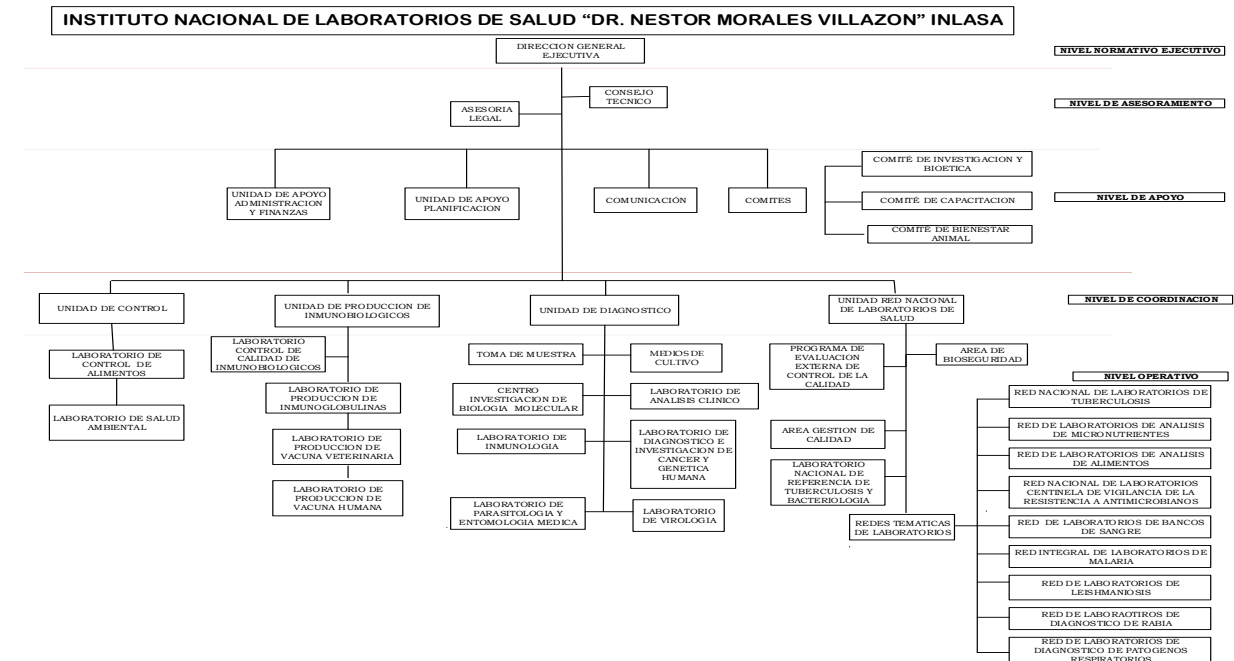 INSTITUTO NACIONAL DE LABORATORIOS DE SALUD “DR. NESTOR MORALES VILLAZON” INLASA
DIRECCION GENERAL
EJECUTIVA
NIVEL NORMATIVO EJECUTIVO
CONSEJO
TECNICO
ASESORIA
LEGAL
NIVEL DE ASESORAMIENTO
UNIDAD DE APOYO
ADMINISTRACION
Y FINANZAS
UNIDAD DE APOYO
PLANIFICACION
COMUNICACIÓN
COMITES
COMITÉ DE INVESTIGACION Y
BIOETICA
COMITÉ DE CAPACITACION
COMITÉ DE BIENESTAR
ANIMAL
NIVEL DE APOYO
UNIDAD DE CONTROL
UNIDAD DE PRODUCCION DE
INMUNOBIOLOGICOS
UNIDAD DE DIAGNOSTICO
UNIDAD RED NACIONAL
DE LABORATORIOS DE
SALUD
NIVEL DE COORDINACION
LABORATORIO DE
CONTROL DE
ALIMENTOS
LABORATORIO DE SALUD
AMBIENTAL
LABORATORIO
CONTROL DE
CALIDAD DE
INMUNOBIOLOGICOS
LABORATORIO DE
PRODUCCION DE
INMUNOGLOBULINAS
LABORATORIO DE
PRODUCCION DE
VACUNA VETERINARIA
LABORATORIO DE
PRODUCCION DE
VACUNA HUMANA
TOMA DE MUESTRA
MEDIOS DE
CULTIVO
CENTRO
INVESTIGACION DE
BIOLOGIA MOLECULAR
LABORATORIO DE
ANALISIS CLINICO
LABORATORIO DE
INMUNOLOGIA
LABORATORIO DE
DIAGNOSTICO E
INVESTIGACION DE
CANCER Y
GENETICA
HUMANA
LABORATORIO DE
PARASITOLOGIA Y
ENTOMOLOGIA MEDICA
LABORATORIO
DE VIROLOGIA
PROGRAMA DE
EVALUACION
EXTERNA DE
CONTROL DE LA
CALIDAD
AREA DE
BIOSEGURIDAD
AREA GESTION DE
CALIDAD
LABORATORIO
NACIONAL DE
REFERENCIA DE
TUBERCULOSIS Y
BACTERIOLOGIA
REDES TEMATICAS
DE LABORATORIOS
NIVEL OPERATIVO
RED NACIONAL DE LABORATORIOS DE
TUBERCULOSIS
RED DE LABORATORIOS DE ANALISIS
DE MICRONUTRIENTES
RED DE LABORATORIOS DE ANALISIS
DE ALIMENTOS
RED NACIONAL DE LABORATORIOS
CENTINELA DE VIGILANCIA DE LA
RESISTENCIA A ANTIMICROBIANOS
RED DE LABORATORIOS DE BANCOS
DE SANGRE
RED INTEGRAL DE LABORATORIOS DE
MALARIA
RED DE LABORATORIOS DE
LEISHMANIOSIS
RED DE LABORAOTIROS DE
DIAGNOSTICO DE RABIA
RED DE LABORATORIOS DE
DIAGNOSTICO DE PATOGENOS
RESPIRATORIOS